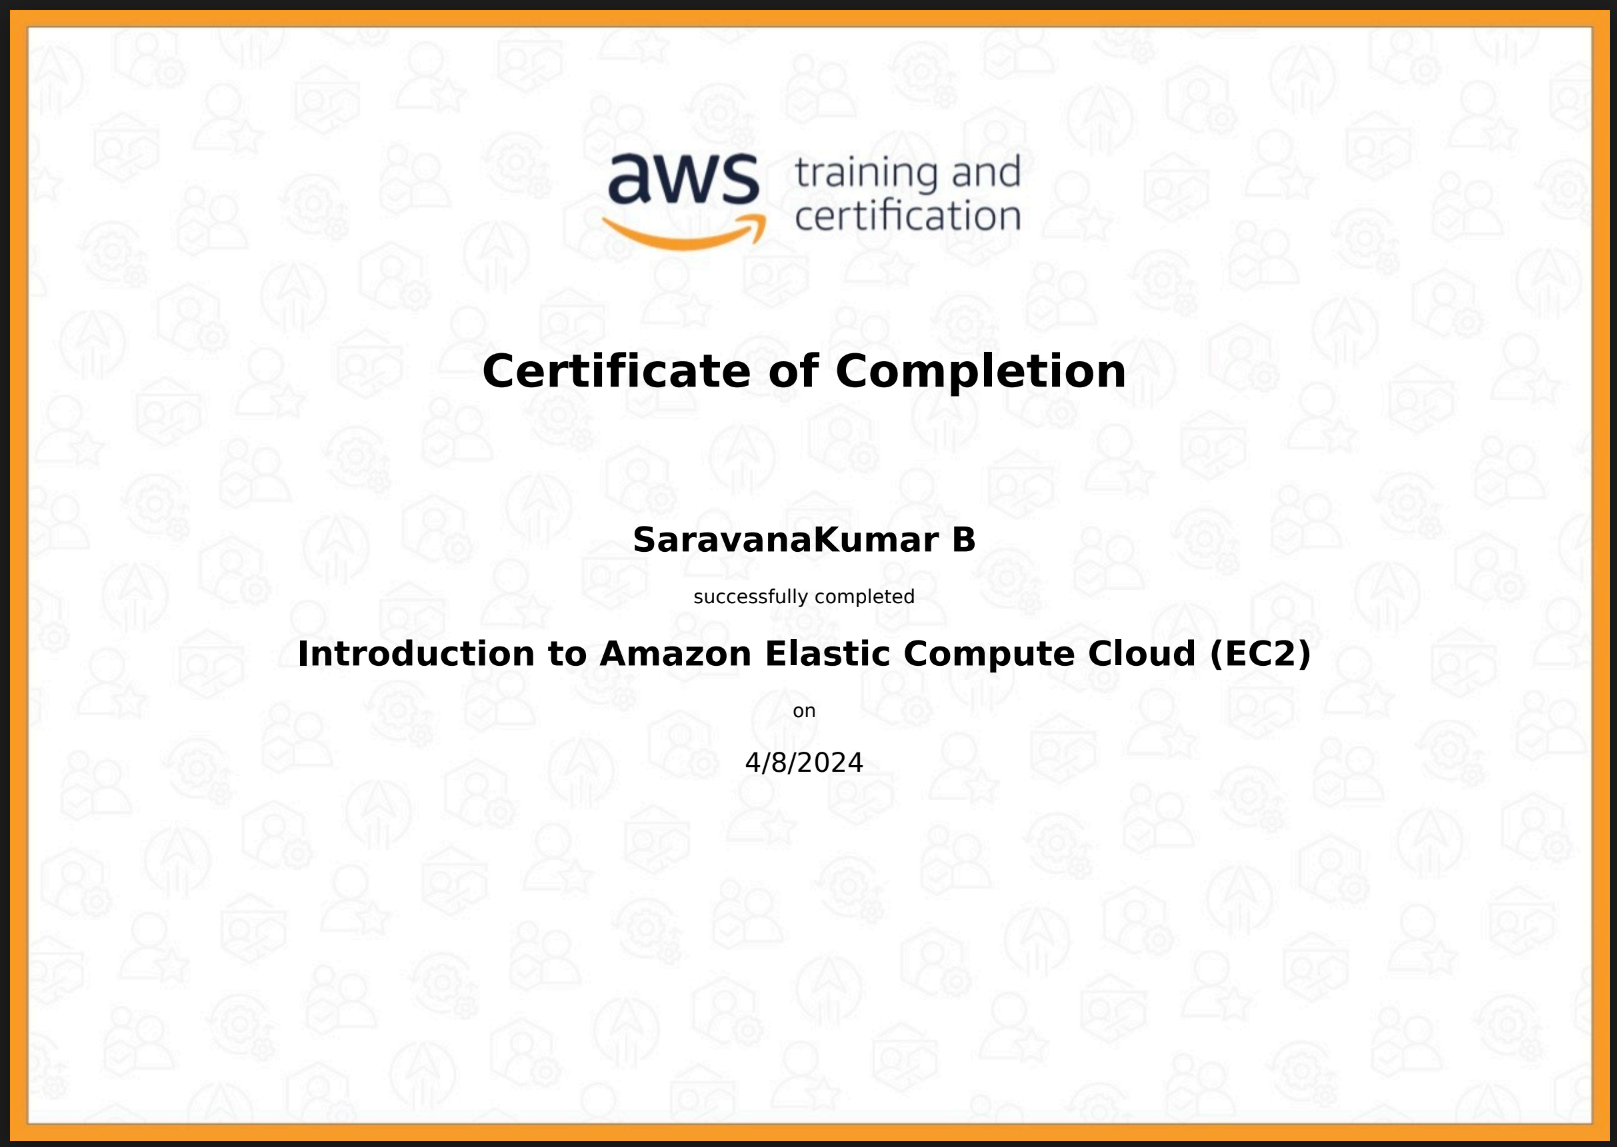 aws training and
certification
Certificate of Completion
SaravanaKumar B
successfully completed
Introduction to Amazon Elastic Compute Cloud (EC2)
on
4/8/2024